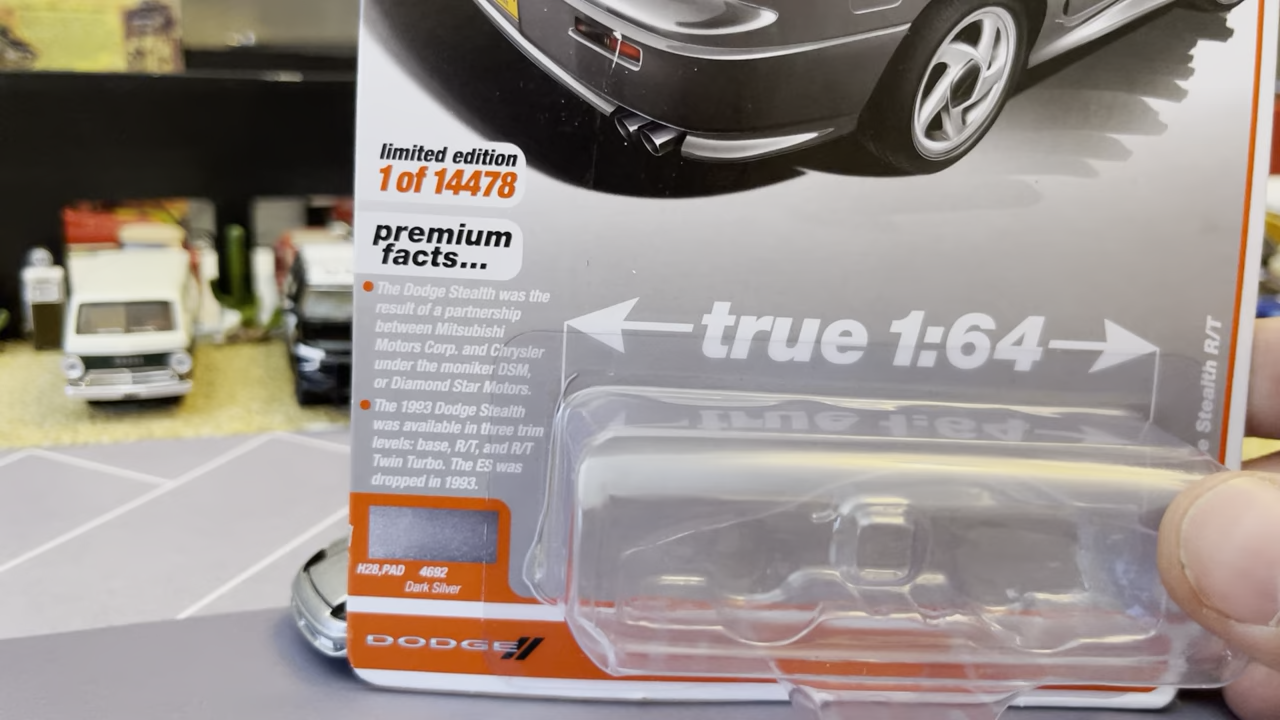 limited edition
1 of 14478
premium
facts...
The Dodge Stealth was the
result of a partnership
between Mitsubishi
Motors Corp. and Chrysler
under the moniker DSM,
or Diamond Star Motors.
The 1993 Dodge Stealth
was available in three trim
levels: base, R/T, and R/T
Twin Turbo. The ES was
dropped in 1993.
true 1:64
true 1:64
e Stealth R/T
H28,PAD 4692
Dark Silver
DODGE